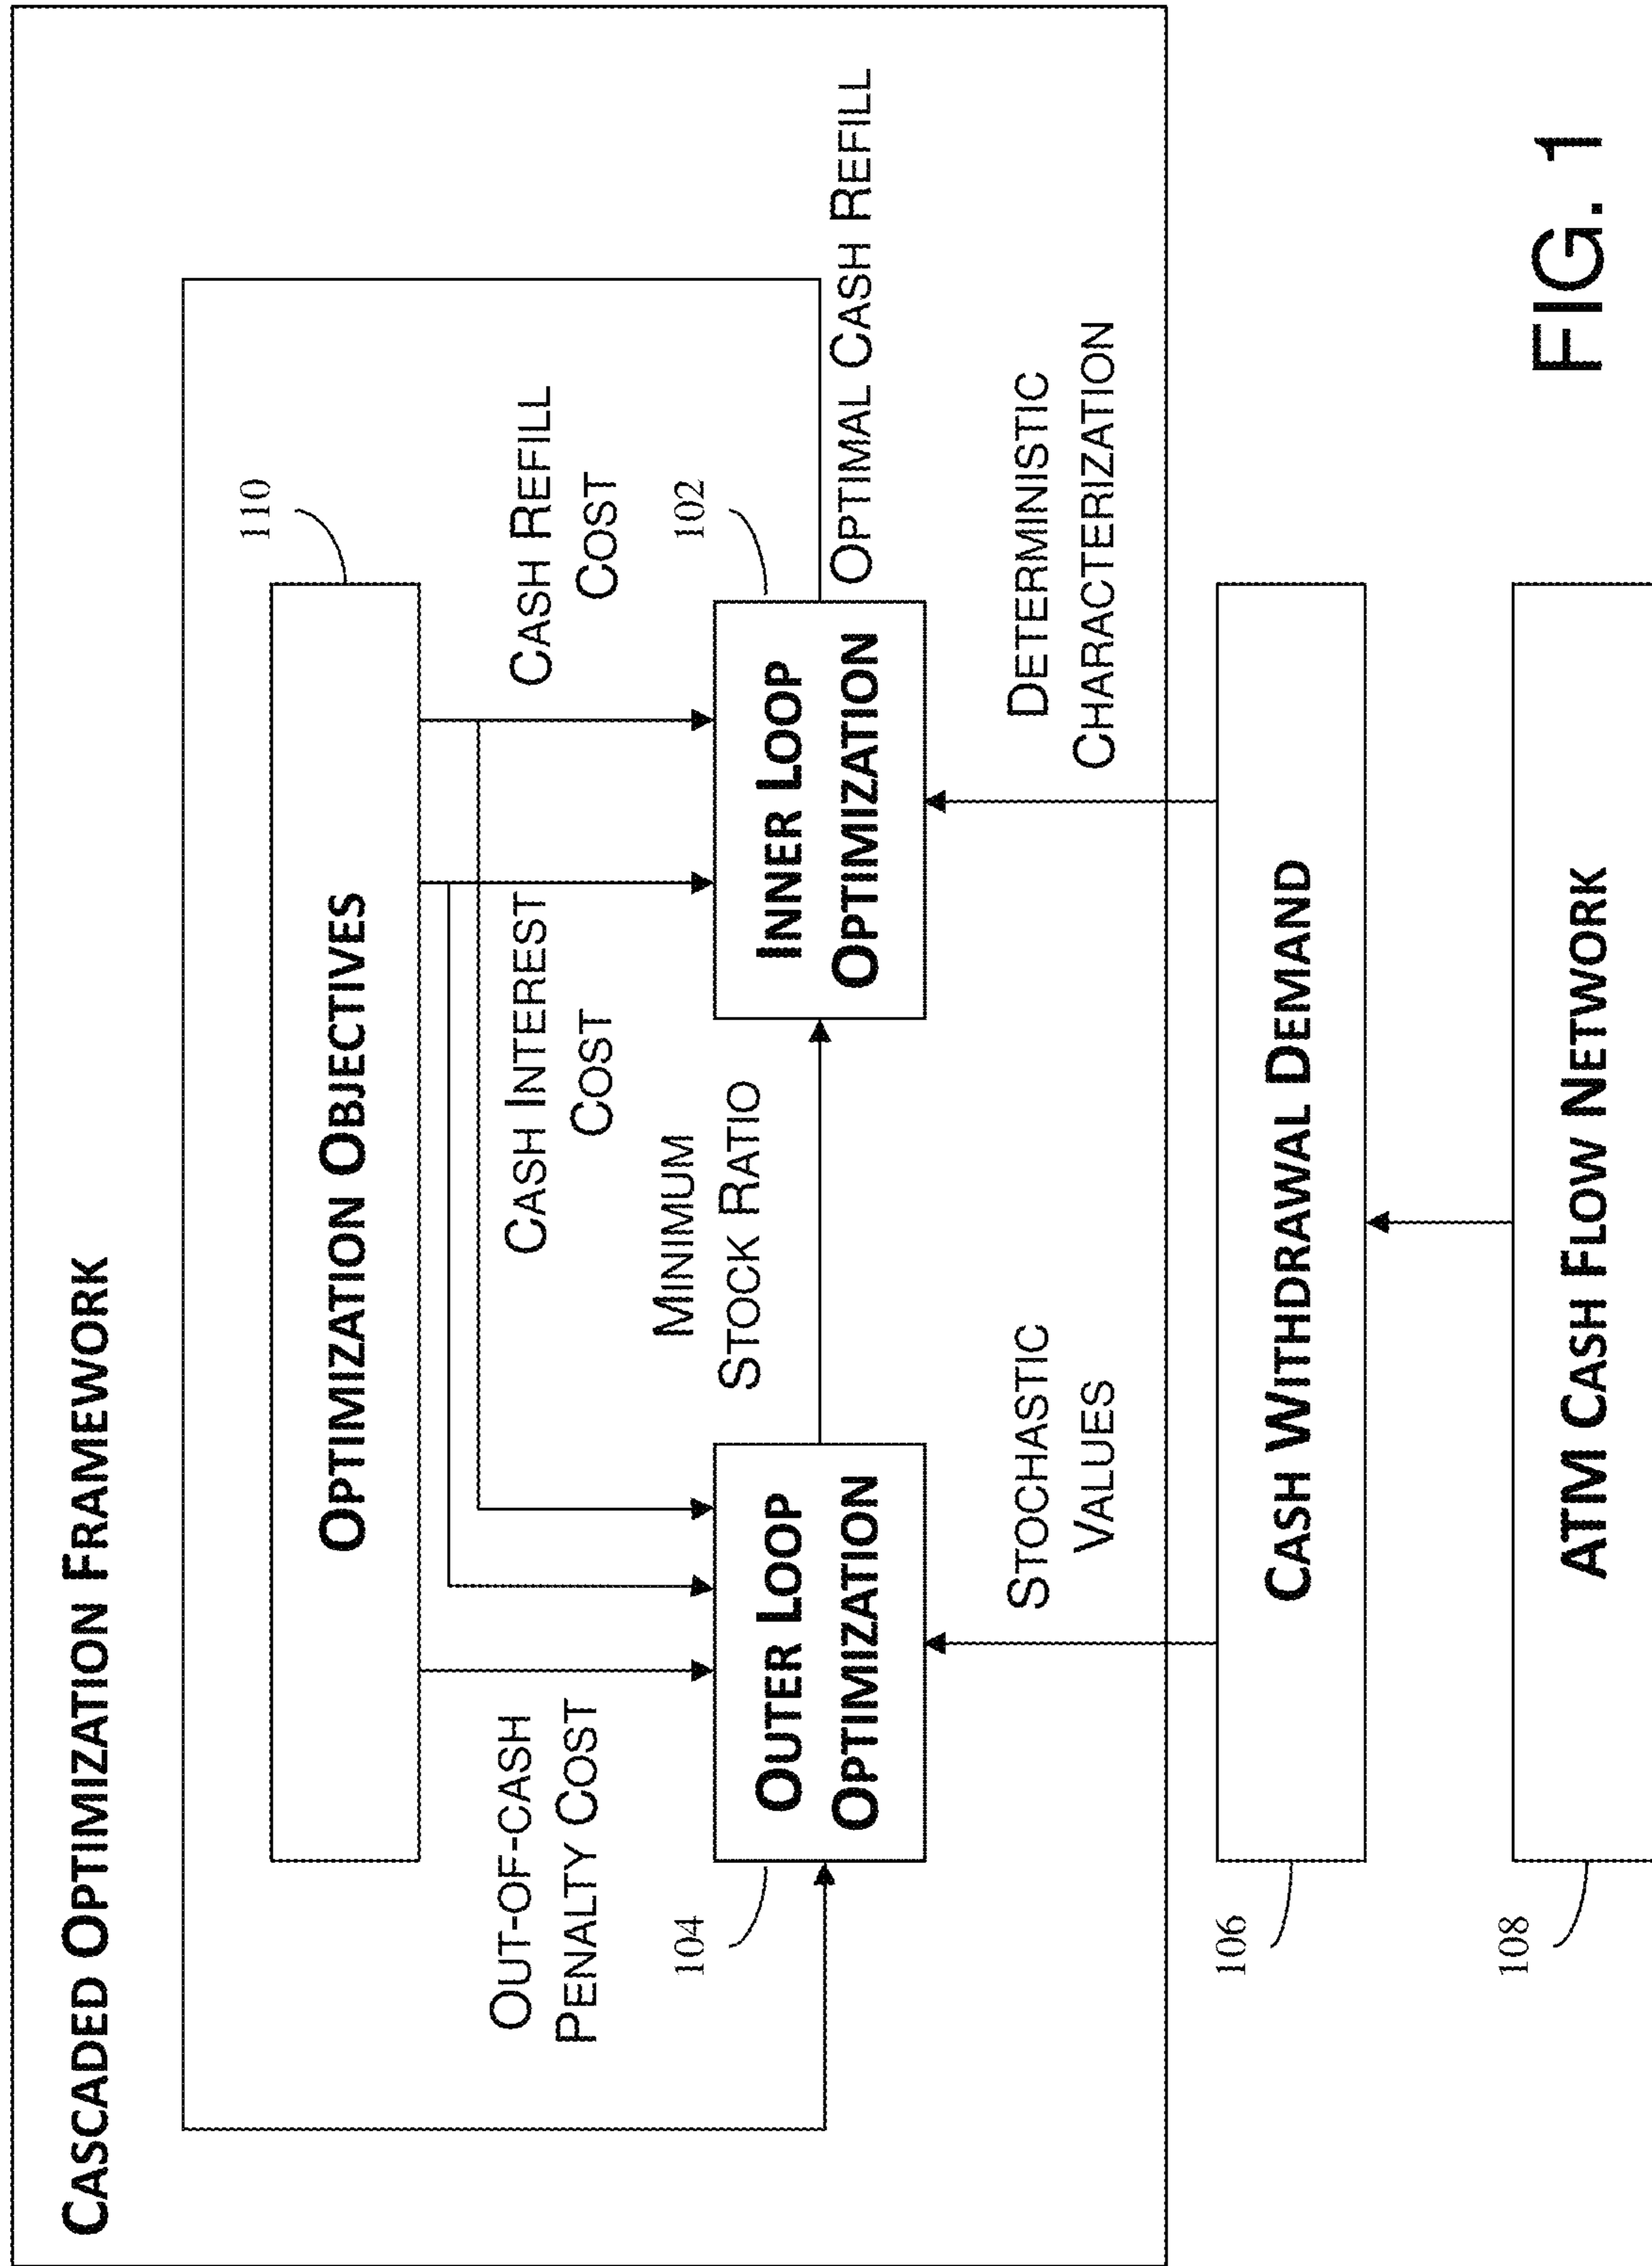 CASCADED OPTIMIZATION FRAMEWORK
OPTIMIZATION OBJECTIVES
110
OUT-OF-CASH
PENALTY COST
CASH INTEREST
COST
CASH REFILL
COST
MINIMUM
STOCK RATIO
104
OUTER LOOP
OPTIMIZATION
102
INNER LOOP
OPTIMIZATION
OPTIMAL CASH REFILL
STOCHASTIC
VALUES
DETERMINISTIC
CHARACTERIZATION
106
CASH WITHDRAWAL DEMAND
108
ATM CASH FLOW NETWORK
FIG. 1